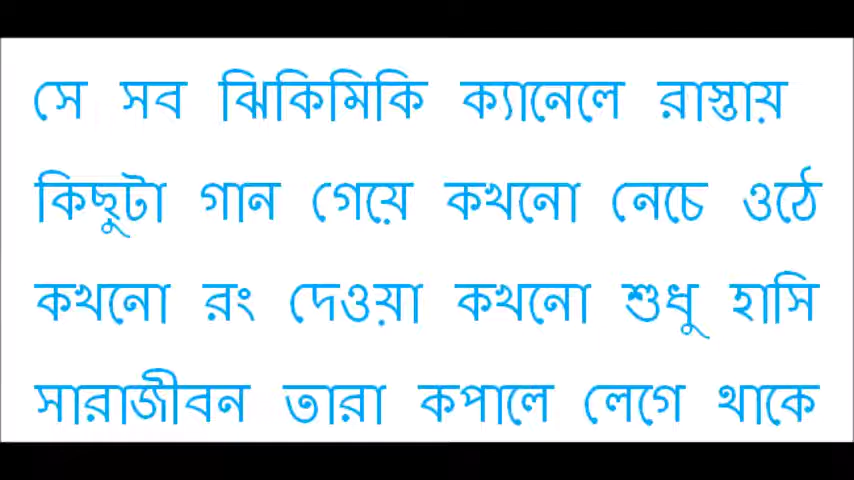 সে সব ঝিকিমিকি ক্যানেলে রাস্তায়
কিছুটা গান গেয়ে কখনো নেচে ওঠে
কখনো রং দেওয়া কখনো শুধু হাসি
সারাজীবন তারা কপালে লেগে থাকে